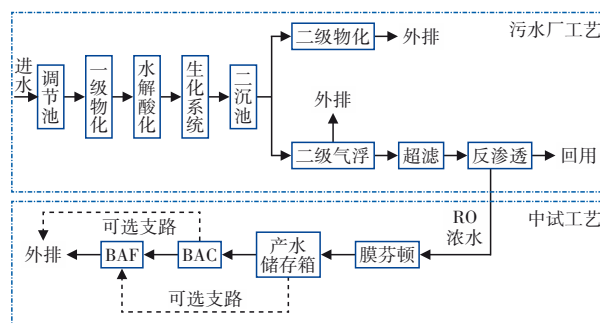 污水厂工艺
进水
调节池
一级物化
水解酸化
生化系统
二沉池
二级物化
外排
外排
二级气浮
超滤
反渗透
回用
中试工艺
RO
浓水
可选支路
外排
BAF
BAC
产水
储存箱
膜芬顿
可选支路